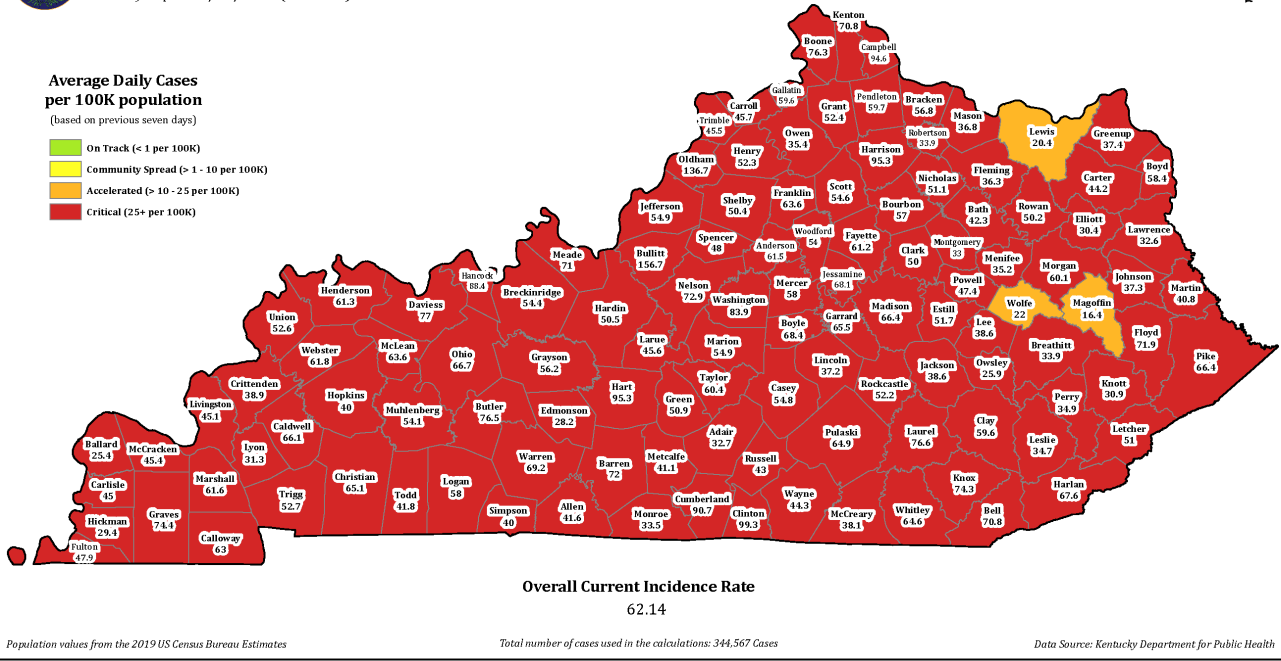 Average Daily Cases
per 100K population
(based on previous seven days)
On Track (< 1 per 100K)
Community Spread (> 1 - 10 per 100K)
Accelerated (> 10 - 25 per 100K)
Critical (25+ per 100K)
Kenton
70.8
Boone
76.3
Campbell
94.6
Gallatin
59.6
Carroll
45.7
Grant
52.4
Pendleton
59.7
Bracken
56.8
Mason
36.8
Trimble
45.5
Owen
35.4
Robertson
33.9
Lewis
20.4
Greenup
37.4
Henry
52.3
Harrison
95.3
Oldham
136.7
Nicholas
51.1
Fleming
36.3
Carter
44.2
Boyd
58.4
Jefferson
54.9
Shelby
50.4
Franklin
63.6
Scott
54.6
Bourbon
57
Bath
42.3
Rowan
50.2
Elliott
30.4
Lawrence
32.6
Spencer
48
Anderson
61.5
Woodford
54
Fayette
61.2
Clark
50
Montgomery
33
Menifee
35.2
Morgan
60.1
Johnson
37.3
Martin
40.8
Meade
71
Bullitt
156.7
Hancock
88.4
Breckinridge
54.4
Nelson
72.9
Washington
83.9
Mercer
58
Jessamine
68.1
Powell
47.4
Wolfe
22
Magoffin
16.4
Henderson
61.3
Daviess
77
Union
52.6
Hardin
50.5
Boyle
68.4
Garrard
65.5
Madison
66.4
Estill
51.7
Lee
38.6
Breathitt
33.9
Floyd
71.9
Pike
66.4
Webster
61.8
McLean
63.6
Ohio
66.7
Grayson
56.2
Larue
45.6
Marion
54.9
Lincoln
37.2
Jackson
38.6
Owsley
25.9
Knott
30.9
Crittenden
38.9
Hopkins
40
Muhlenberg
54.1
Butler
76.5
Edmonson
28.2
Hart
95.3
Green
50.9
Taylor
60.4
Casey
54.8
Rockcastle
52.2
Perry
34.9
Livingston
45.1
Caldwell
66.1
Adair
32.7
Pulaski
64.9
Laurel
76.6
Clay
59.6
Leslie
34.7
Letcher
51
Ballard
25.4
McCracken
45.4
Lyon
31.3
Warren
69.2
Barren
72
Metcalfe
41.1
Russell
43
Carlisle
45
Marshall
61.6
Christian
65.1
Logan
58
Todd
41.8
Trigg
52.7
Knox
74.3
Harlan
67.6
Hickman
29.4
Graves
74.4
Calloway
63
Simpson
40
Allen
41.6
Monroe
33.5
Cumberland
90.7
Clinton
99.3
Wayne
44.3
McCreary
38.1
Whitley
64.6
Bell
70.8
Fulton
47.9
Overall Current Incidence Rate
62.14
Population values from the 2019 US Census Bureau Estimates
Total number of cases used in the calculations: 344,567 Cases
Data Source: Kentucky Department for Public Health